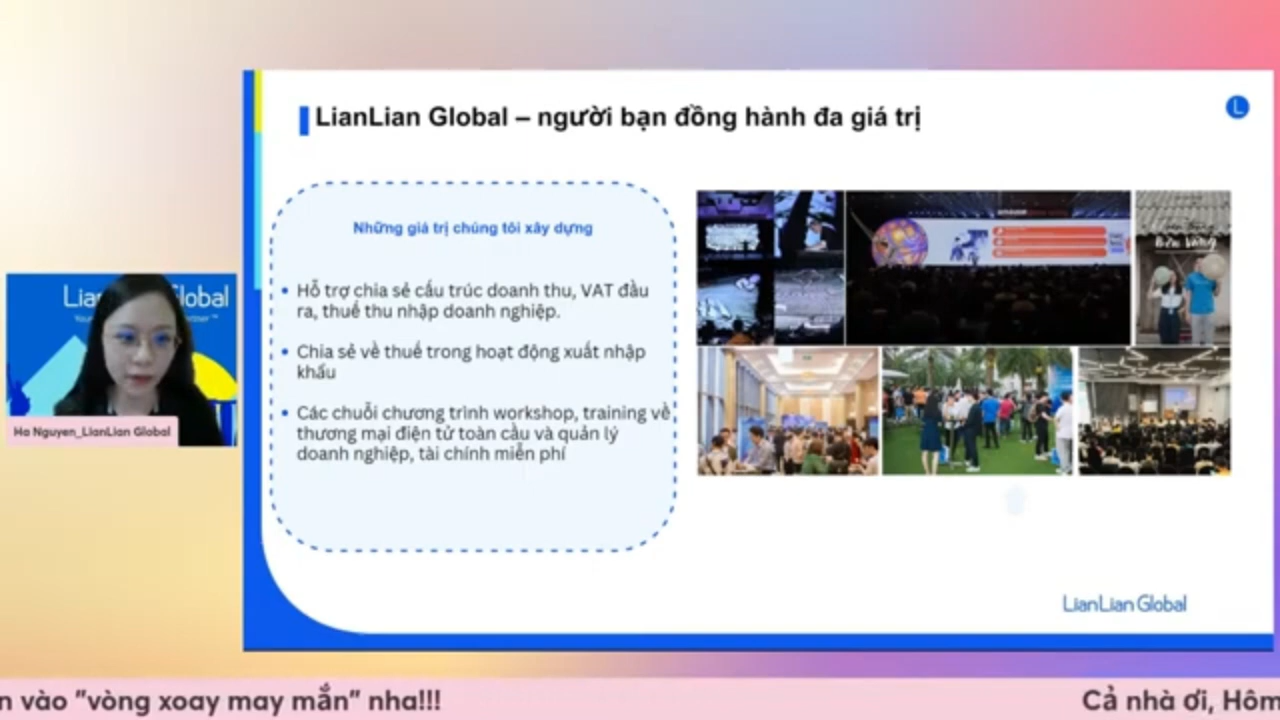 LianLian Global – người bạn đồng hành đa giá trị
L
Những giá trị chúng tôi xây dựng
Hỗ trợ chia sẻ cấu trúc doanh thu, VAT đầu
ra, thuế thu nhập doanh nghiệp.
Chia sẻ về thuế trong hoạt động xuất nhập
khẩu
Các chuỗi chương trình workshop, training về
thương mại điện tử toàn cầu và quản lý
doanh nghiệp, tài chính miễn phí
Ha Nguyen_LianLian Global
LianLian Global
n vào "vòng xoay may mắn" nha!!!
Cả nhà ơi, Hôm